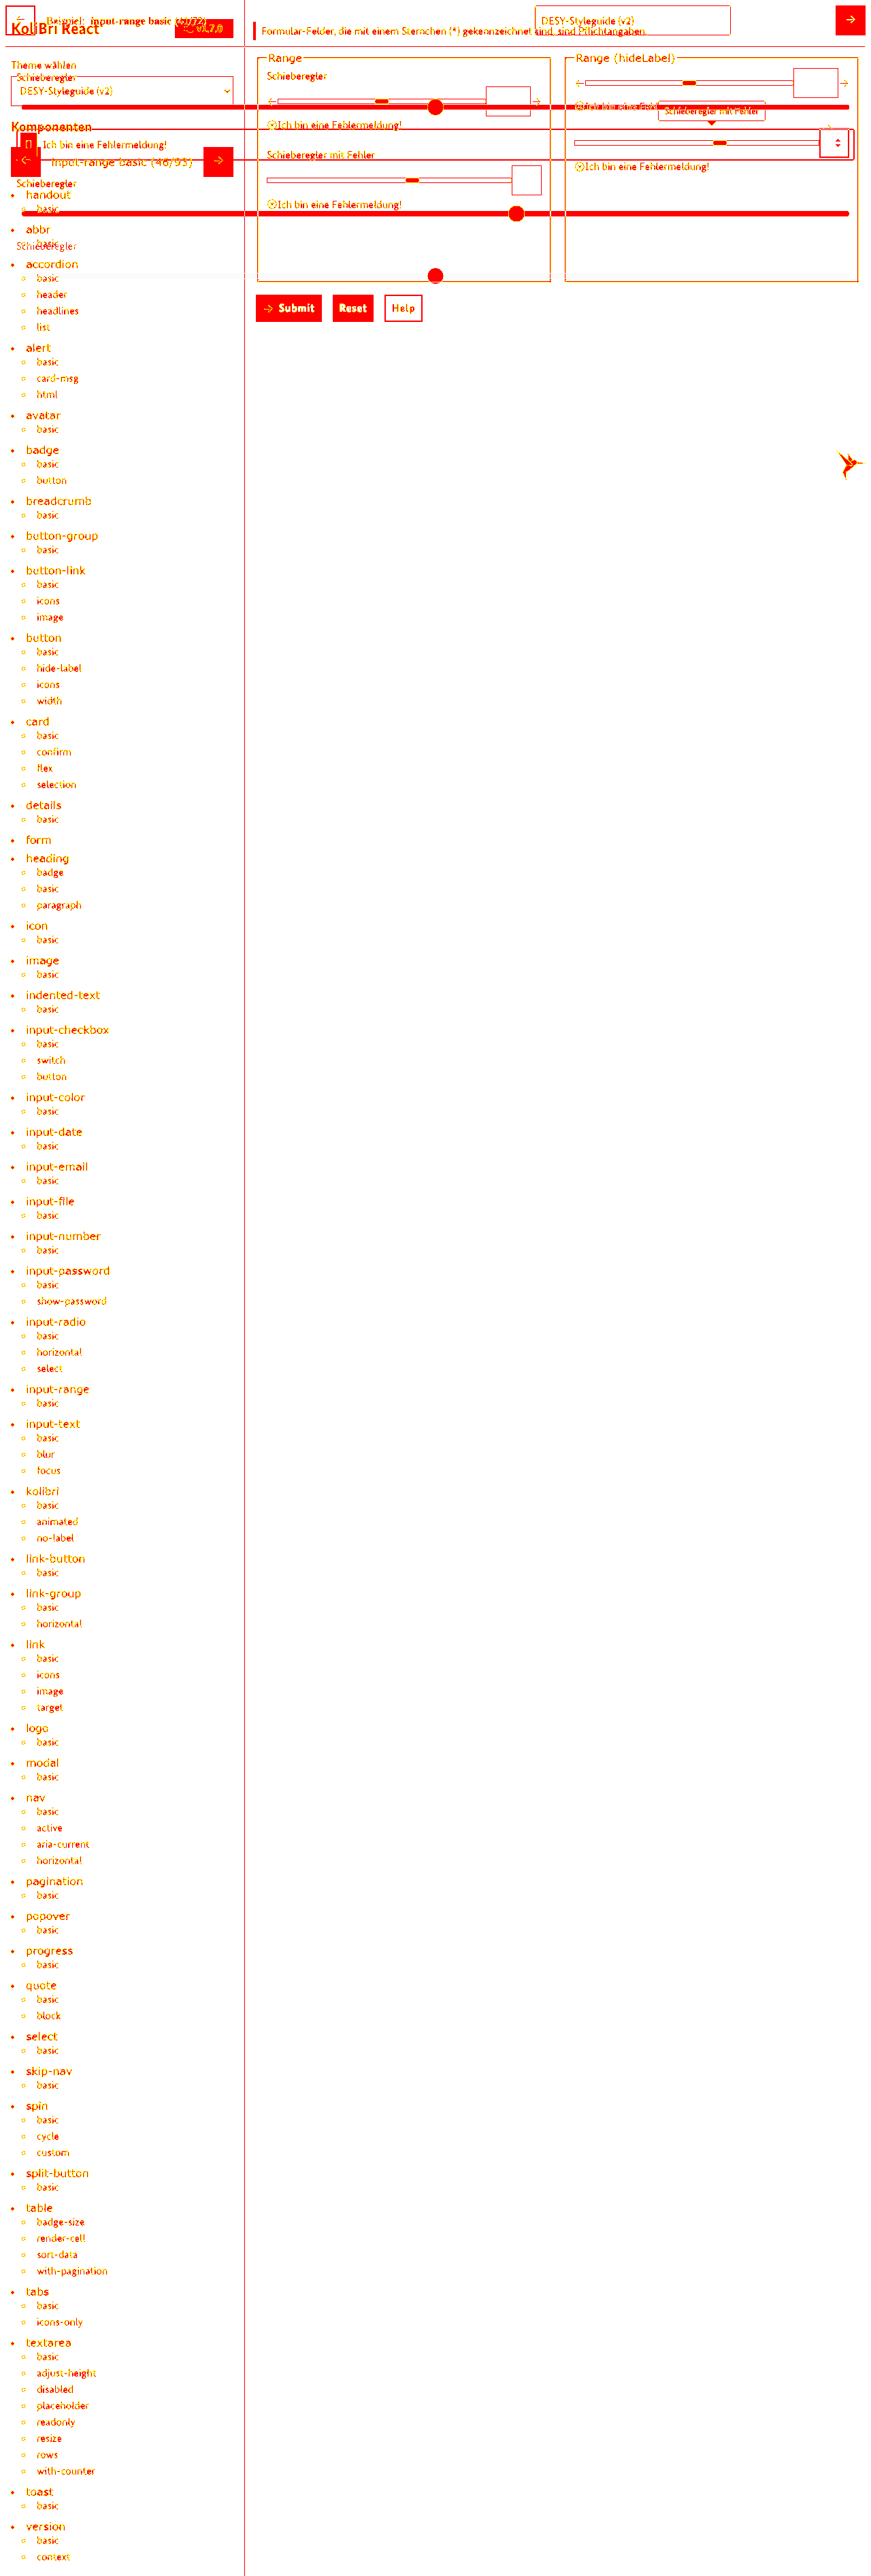 Beispiel: input-range basic
KoliBri React
v1.7.0
DESY-Styleguide (v2)
Formular-Felder, die mit einem Sternchen (*) gekennzeichnet sind, sind Pflichtangaben.
Theme wählen
Schieberegler
DESY-Styleguide (v2)
Komponenten
Ich bin eine Fehlermeldung!
input-range basic (46/95)
Schieberegler
handout
basic
abbr
basic
Schieberegler
accordion
basic
header
headlines
list
alert
basic
card-msg
html
avatar
basic
badge
basic
button
breadcrumb
basic
button-group
basic
button-link
basic
icons
image
button
basic
hide-label
icons
width
card
basic
confirm
flex
selection
details
basic
form
heading
badge
basic
paragraph
icon
basic
image
basic
indented-text
basic
input-checkbox
basic
switch
button
input-color
basic
input-date
basic
input-email
basic
input-file
basic
input-number
basic
input-password
basic
show-password
input-radio
basic
horizontal
select
input-range
basic
input-text
basic
blur
focus
kolibri
basic
animated
no-label
link-button
basic
link-group
basic
horizontal
link
basic
icons
image
target
logo
basic
modal
basic
nav
basic
active
aria-current
horizontal
pagination
basic
popover
basic
progress
basic
quote
basic
block
select
basic
skip-nav
basic
spin
basic
cycle
custom
split-button
basic
table
badge-size
render-cell
sort-data
with-pagination
tabs
basic
icons-only
textarea
basic
adjust-height
disabled
placeholder
readonly
resize
rows
with-counter
toast
basic
version
basic
context
Range
Schieberegler
Ich bin eine Fehlermeldung!
Schieberegler mit Fehler
Ich bin eine Fehlermeldung!
Range (hideLabel)
Ich bin eine
Schieberegler mit Fehler
Ich bin eine Fehlermeldung!
Submit
Reset
Help